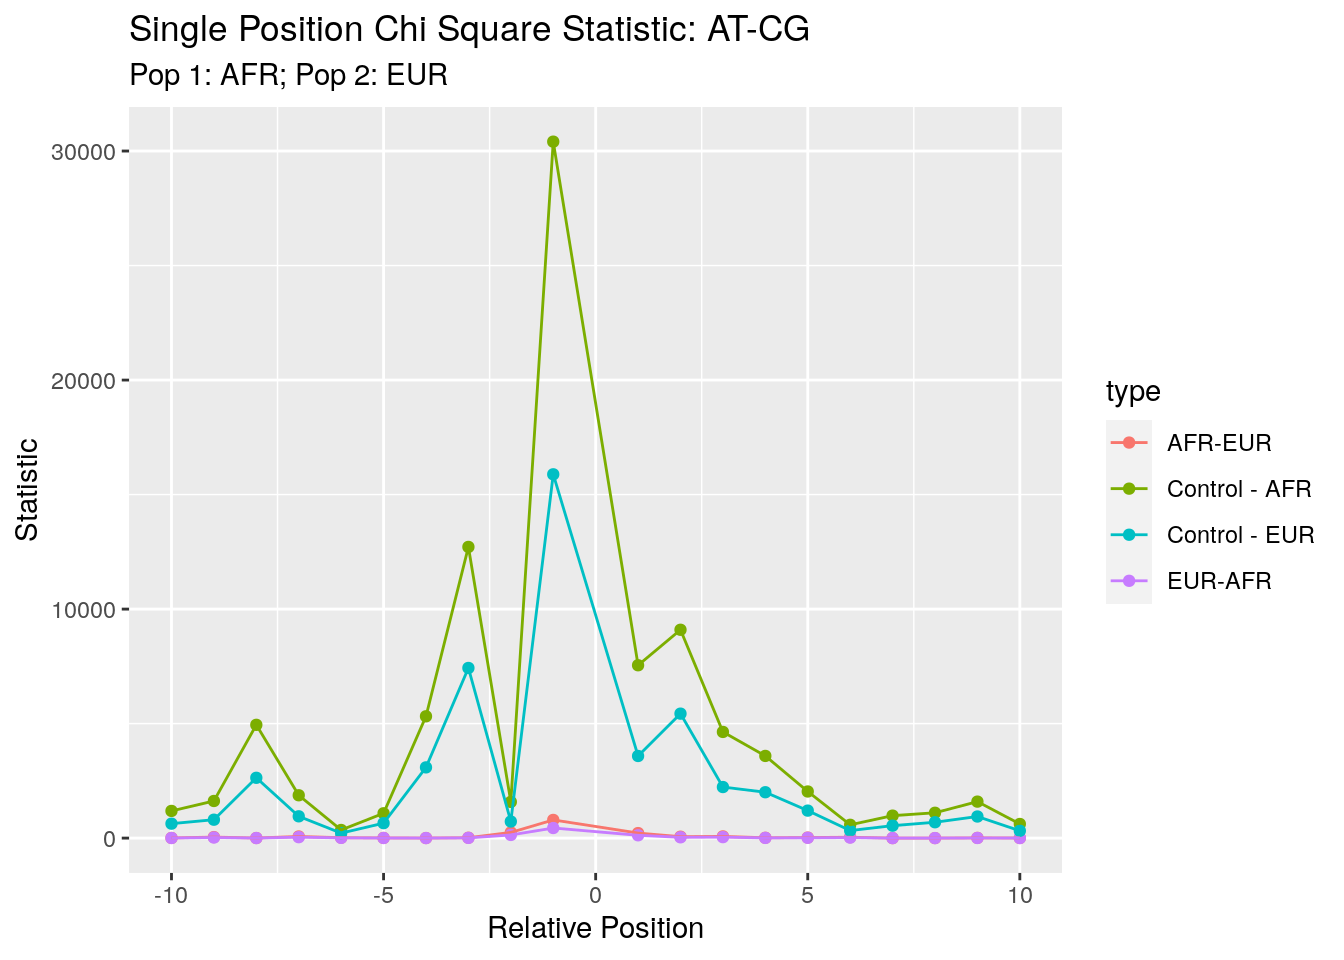 Single Position Chi Square Statistic: AT-CG
Pop 1: AFR; Pop 2: EUR
30000
20000
10000
0
Statistic
-10
-5
0
5
10
Relative Position
type
AFR-EUR
Control - AFR
Control - EUR
EUR-AFR